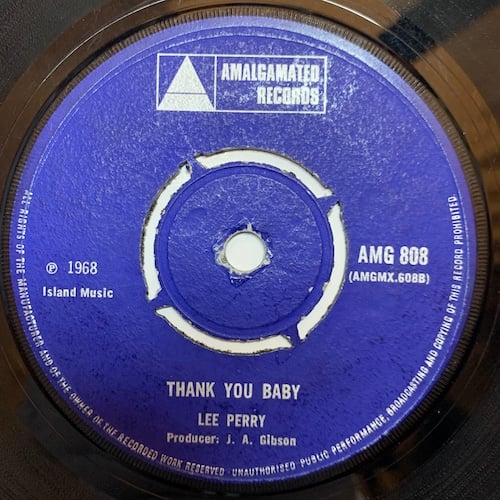 AMALGAMATED
RECORDS
℗ 1968
Island Music
AMG 808
(AMGMX.608B)
THANK YOU BABY
LEE PERRY
Producer: J. A. Gibson
ALL RIGHTS OF THE MANUFACTURER AND OF THE OWNER OF THE RECORDED WORK RESERVED UNAUTHORISED PUBLIC PERFORMANCE, BROADCASTING AND COPYING OF THIS RECORD PROHIBITED